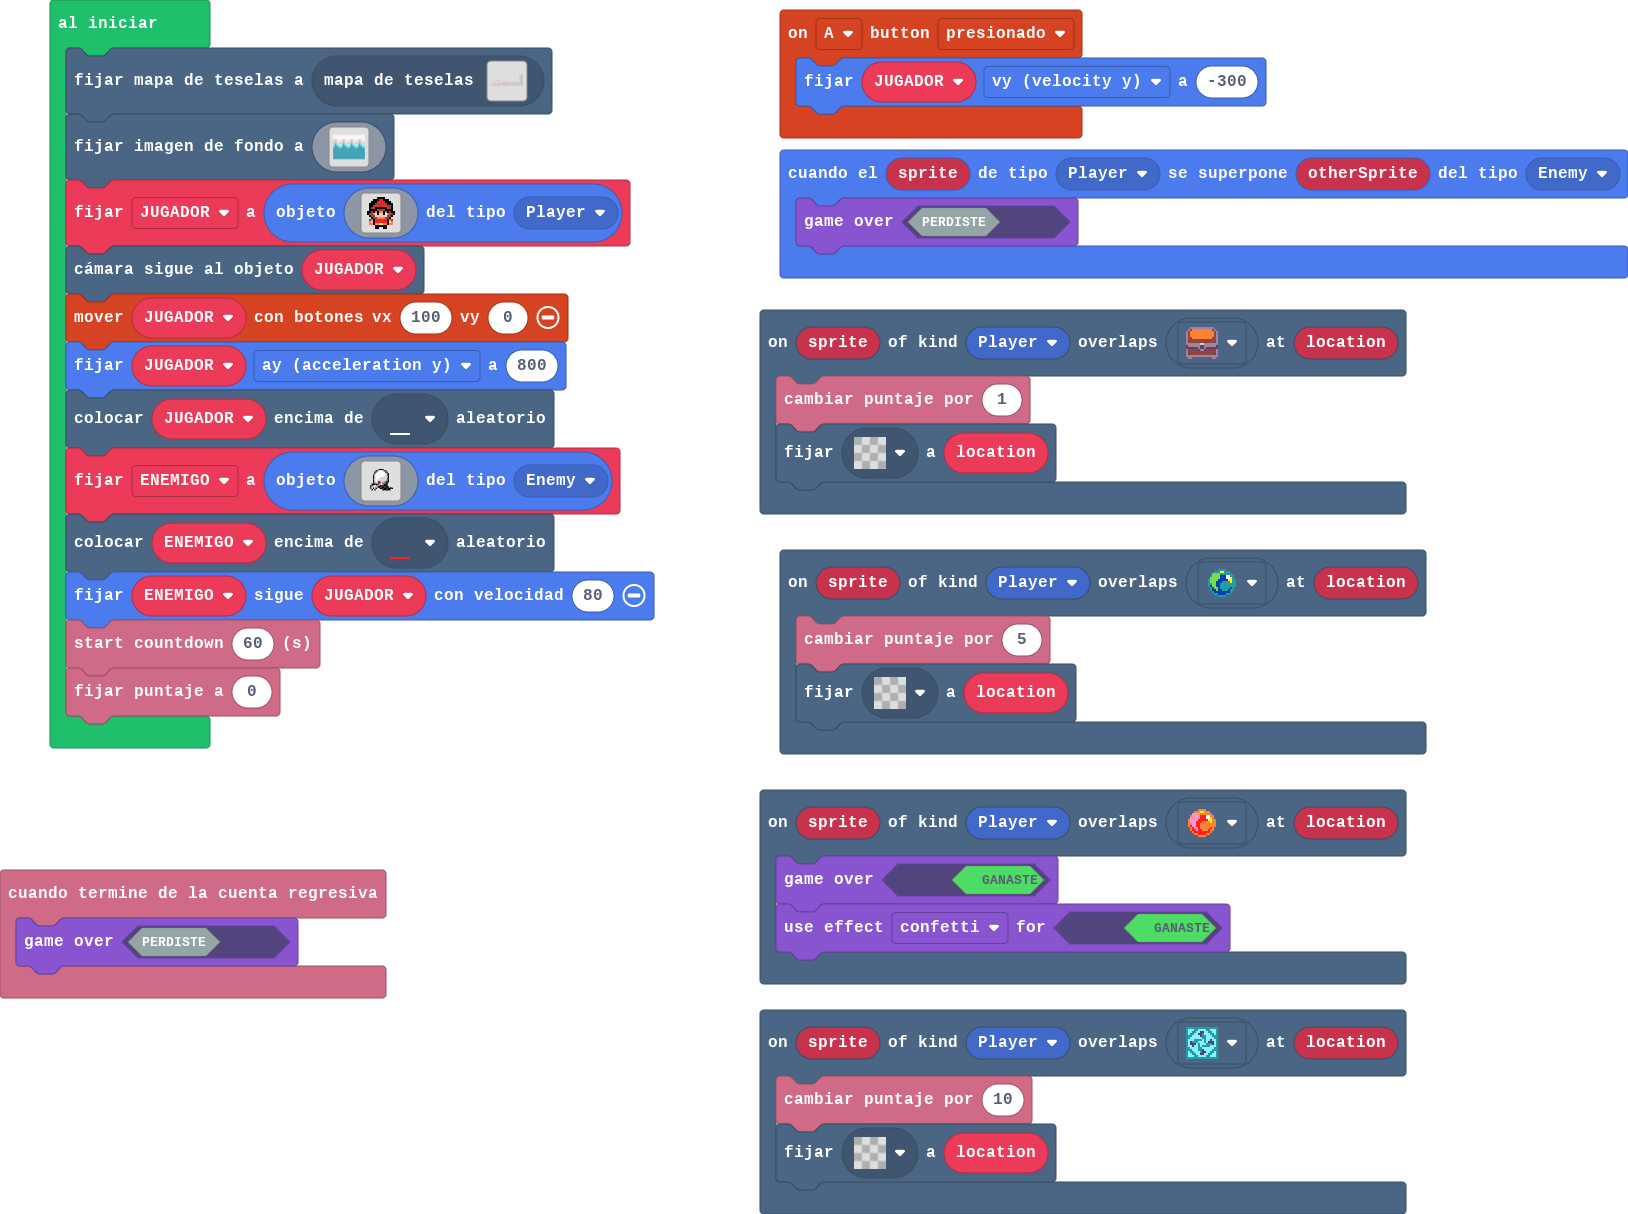 al iniciar
fijar mapa de teselas a mapa de teselas
fijar imagen de fondo a
fijar JUGADOR a objeto del tipo Player
cámara sigue al objeto JUGADOR
mover JUGADOR con botones vx 100 vy 0
fijar JUGADOR ay (acceleration y) a 800
colocar JUGADOR encima de aleatorio
fijar ENEMIGO a objeto del tipo Enemy
colocar ENEMIGO encima de aleatorio
fijar ENEMIGO sigue JUGADOR con velocidad 80
start countdown 60 (s)
fijar puntaje a 0
cuando termine de la cuenta regresiva
game over PERDISTE
on A button presionado
fijar JUGADOR vy (velocity y) a -300
cuando el sprite de tipo Player se superpone otherSprite del tipo Enemy
game over PERDISTE
on sprite of kind Player overlaps at location
cambiar puntaje por 1
fijar a location
on sprite of kind Player overlaps at location
cambiar puntaje por 5
fijar a location
on sprite of kind Player overlaps at location
game over GANASTE
use effect confetti for GANASTE
on sprite of kind Player overlaps at location
cambiar puntaje por 10
fijar a location